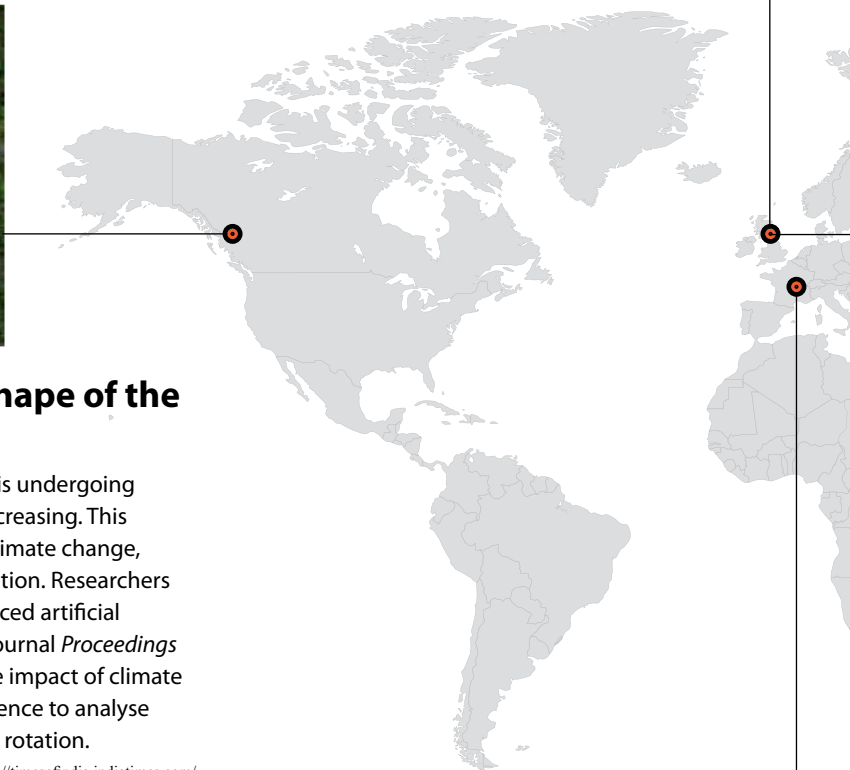 hape of the
is undergoing
creasing. This
limate change,
tion. Researchers
ced artificial
ournal Proceedings
e impact of climate
ence to analyse
rotation.